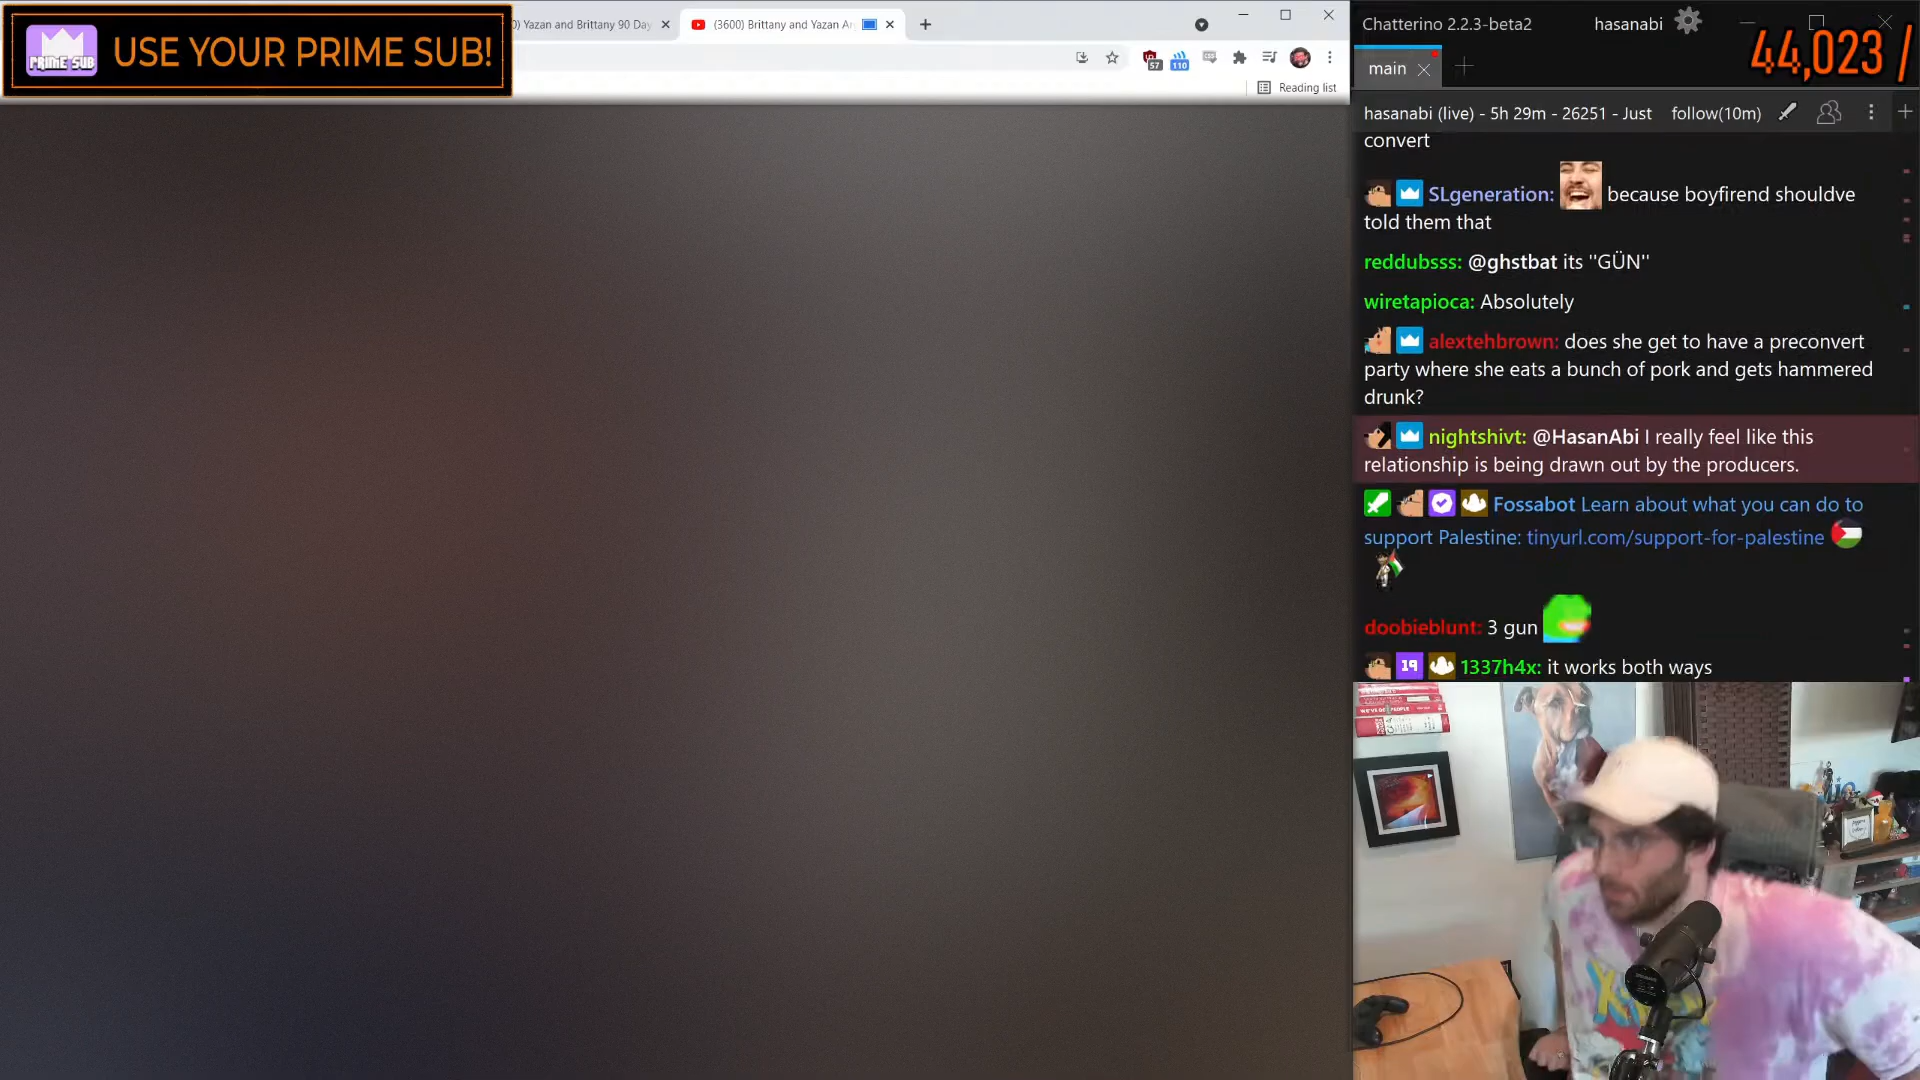 PRIME SUB
USE YOUR PRIME SUB!
) Yazan and Brittany 90 Day
(3600) Brittany and Yazan Ar
57
110
Reading list
Chatterino 2.2.3-beta2
hasanabi
44,023 /
main
hasanabi (live) - 5h 29m - 26251 - Just
follow(10m)
convert
SLgeneration: because boyfirend shouldve
told them that
reddubsss: @ghstbat its "GÜN"
wiretapioca: Absolutely
alextehbrown: does she get to have a preconvert
party where she eats a bunch of pork and gets hammered
drunk?
nightshivt: @HasanAbi I really feel like this
relationship is being drawn out by the producers.
Fossabot Learn about what you can do to
support Palestine: tinyurl.com/support-for-palestine
doobieblunt: 3 gun
19 1337h4x: it works both ways